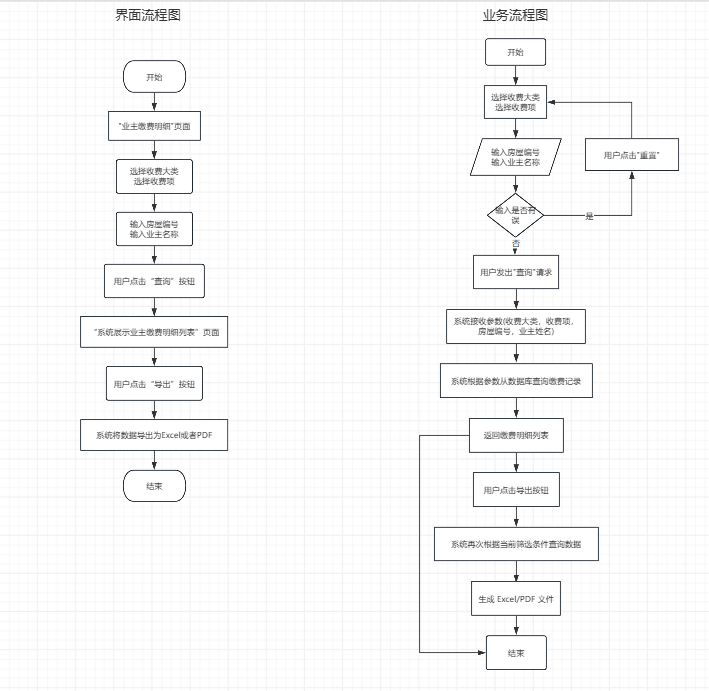 界面流程图
开始
"业主缴费明细"页面
选择收费大类
选择收费项
输入房屋编号
输入业主名称
用户点击“查询”按钮
“系统展示业主缴费明细列表”页面
用户点击“导出”按钮
系统将数据导出为Excel或者PDF
结束
业务流程图
开始
选择收费大类
选择收费项
输入房屋编号
输入业主名称
用户点击"重置"
输入是否有
误
是
否
用户发出"查询"请求
系统接收参数(收费大类，收费项，
房屋编号，业主姓名)
系统根据参数从数据库查询缴费记录
返回缴费明细列表
用户点击导出按钮
系统再次根据当前筛选条件查询数据
生成 Excel/PDF 文件
结束